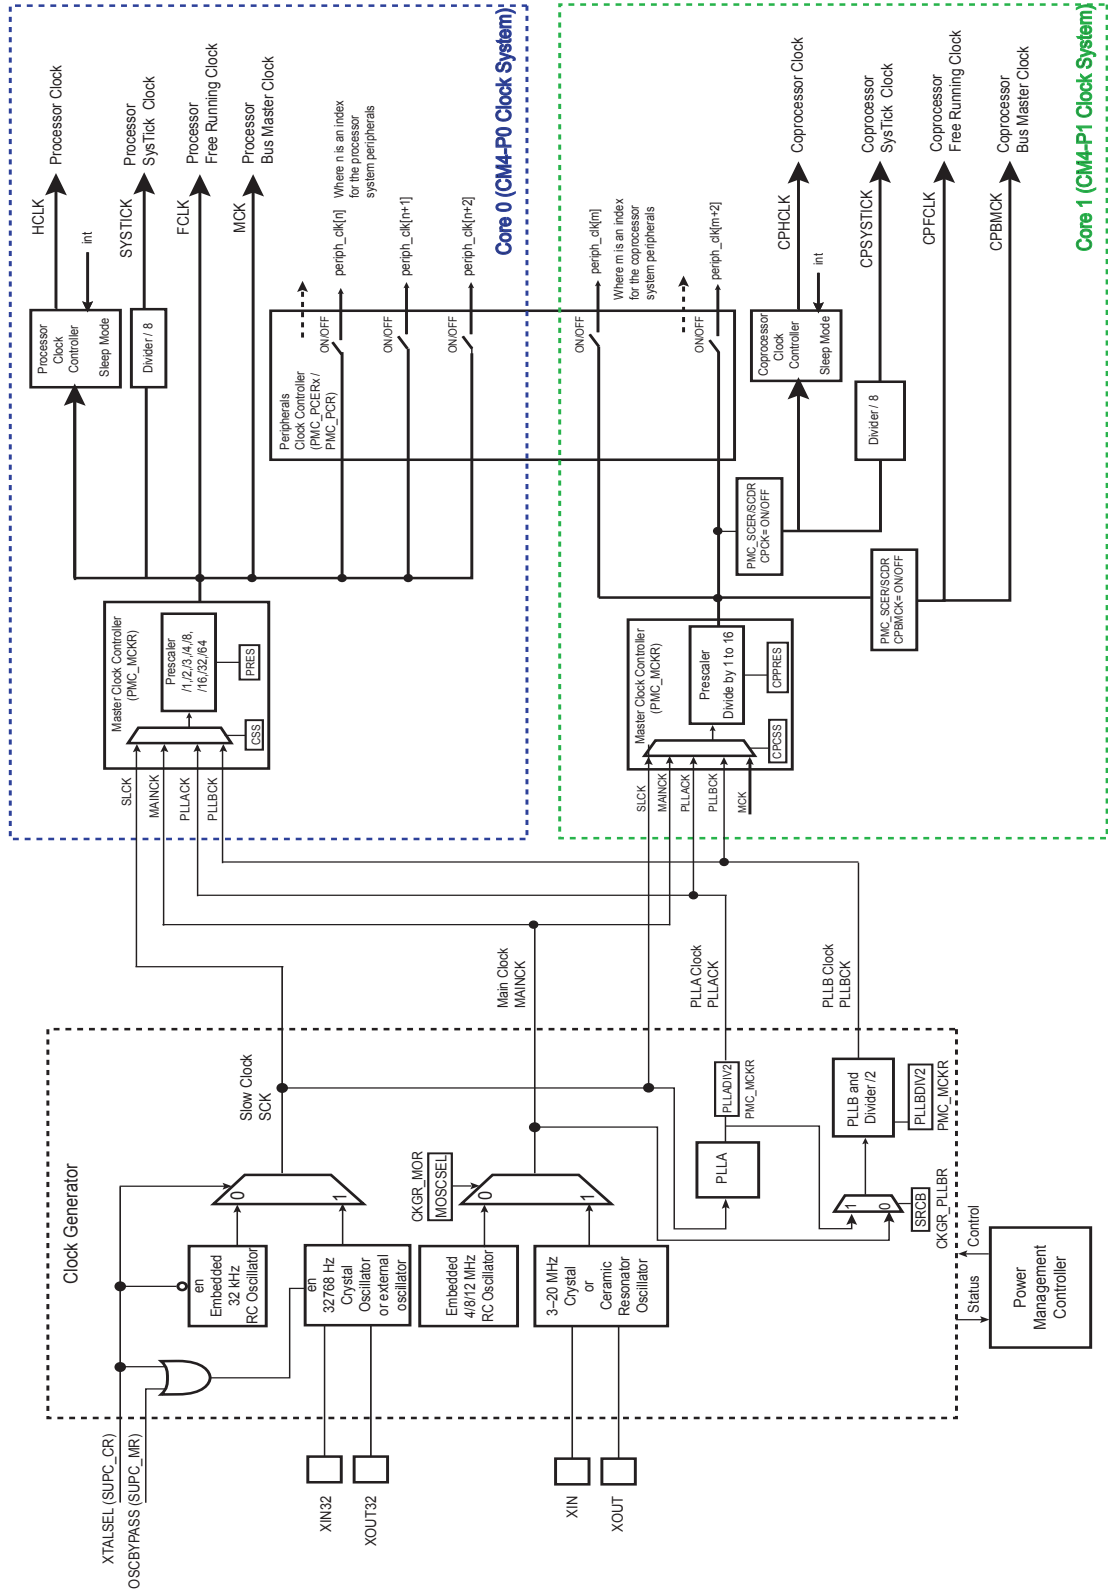 XTALSEL (SUPC_CR)
OSCBYPASS (SUPC_MR)
XIN32
XOUT32
XIN
XOUT
Clock Generator
en
Embedded
32 kHz
RC Oscillator
0
1
en
32768 Hz
Crystal
Oscillator
or external
oscillator
Slow Clock
SCK
CKGR_MOR
MOSCSEL
Embedded
4/8/12 MHz
RC Oscillator
0
1
3–20 MHz
Crystal
or
Ceramic
Resonator
Oscillator
Main Clock
MAINCK
PLLA
PLLADIV2
PMC_MCKR
PLLA Clock
PLLACK
1
0
SRCB
CKGR_PLLBR
PLLB and
Divider /2
PLLBDIV2
PMC_MCKR
PLLB Clock
PLLBCK
Status
Control
Power
Management
Controller
SLCK
MAINCK
PLLACK
PLLBCK
Master Clock Controller
(PMC_MCKR)
CSS
Prescaler
/1,/2,/3,/4,/8,
/16,/32,/64
PRES
Processor
Clock
Controller
Sleep Mode
int
HCLK
Processor Clock
Divider / 8
SYSTICK
Processor
SysTick Clock
FCLK
Processor
Free Running Clock
MCK
Processor
Bus Master Clock
Peripherals
Clock Controller
(PMC_PCERx /
PMC_PCR)
ON/OFF
periph_clk[n]
Where n is an index
for the processor
system peripherals
ON/OFF
periph_clk[n+1]
ON/OFF
periph_clk[n+2]
Core 0 (CM4-P0 Clock System)
SLCK
MAINCK
PLLACK
PLLBCK
MCK
Master Clock Controller
(PMC_MCKR)
CPCSS
Prescaler
Divide by 1 to 16
CPPRES
ON/OFF
periph_clk[m]
Where m is an index
for the coprocessor
system peripherals
ON/OFF
periph_clk[m+2]
PMC_SCER/SCDR
CPCK= ON/OFF
Coprocessor
Clock
Controller
Sleep Mode
int
CPHCLK
Coprocessor Clock
Divider / 8
CPSYSTICK
Coprocessor
SysTick Clock
PMC_SCER/SCDR
CPBMCK= ON/OFF
CPFCLK
Coprocessor
Free Running Clock
CPBMCK
Coprocessor
Bus Master Clock
Core 1 (CM4-P1 Clock System)